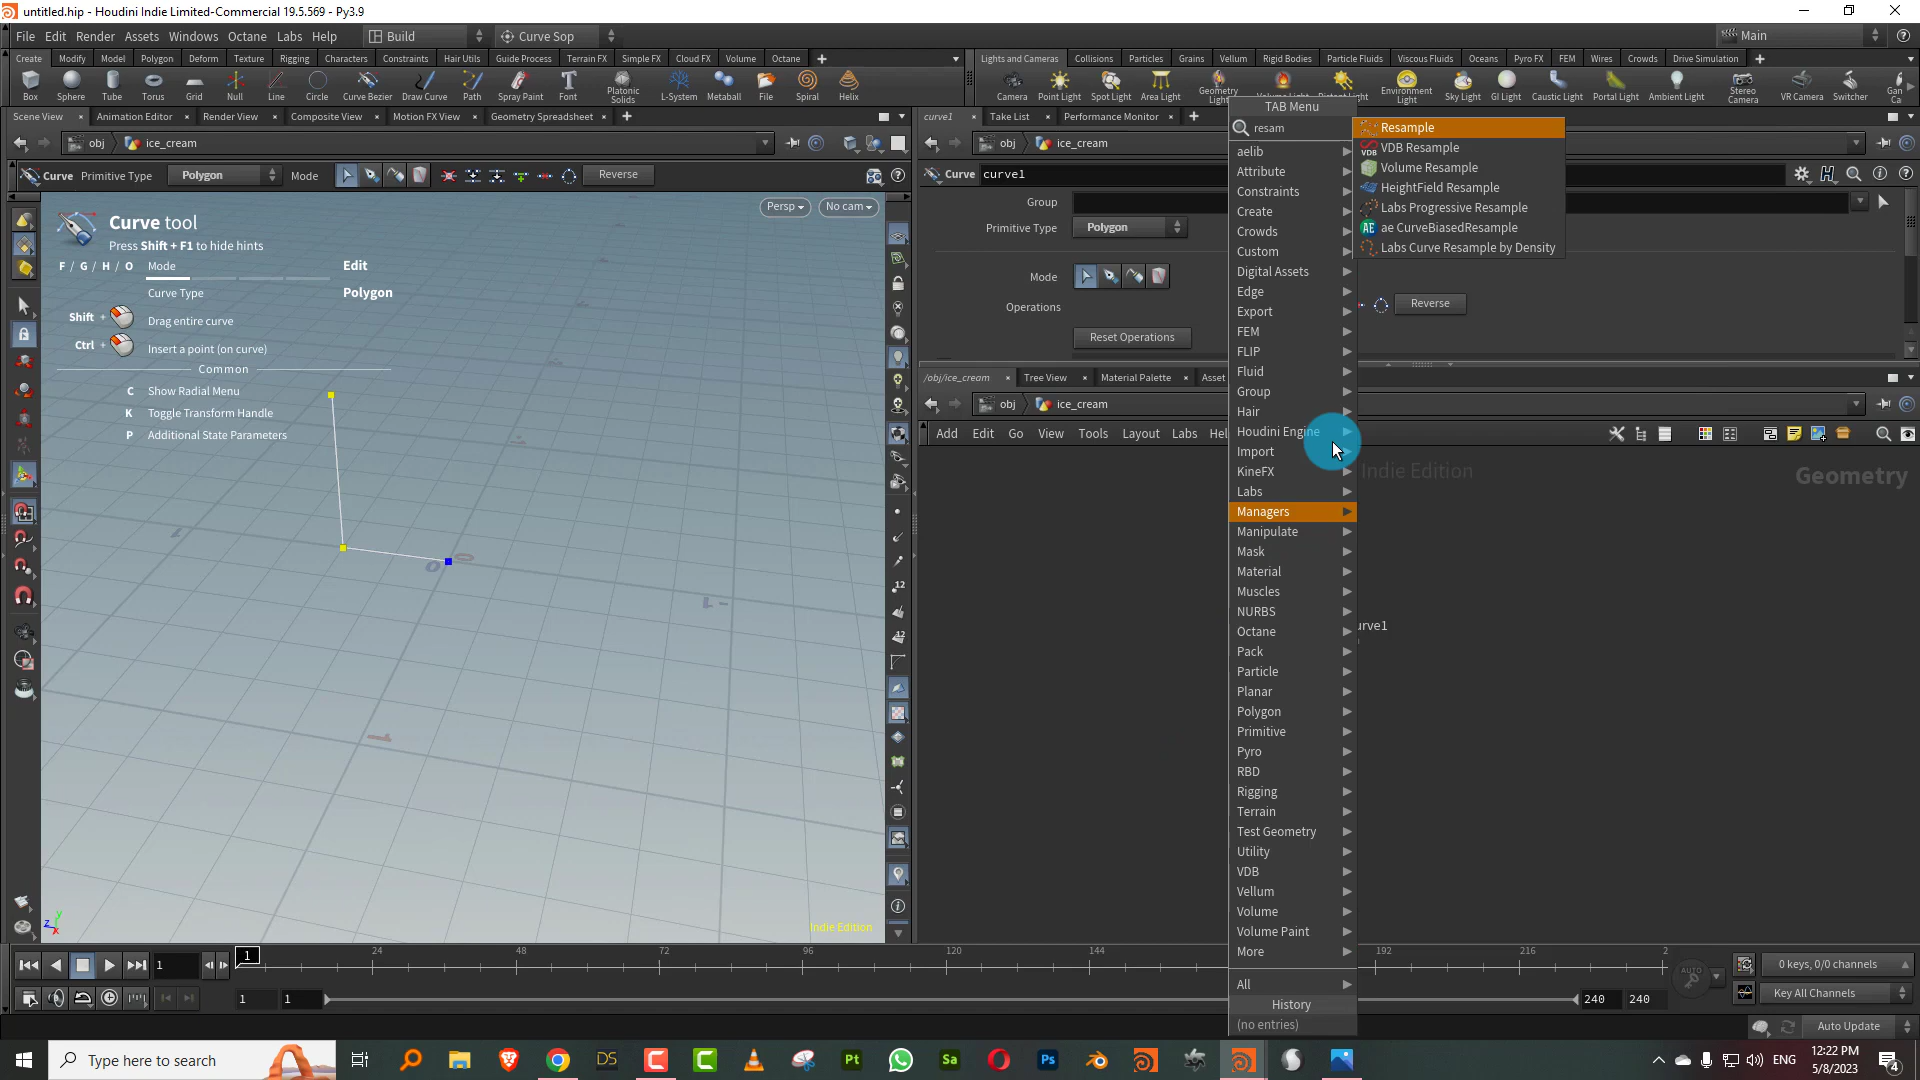 untitled.hip - Houdini Indie Limited-Commercial 19.5.569 - Py3.9
File Edit Render Assets Windows Octane Labs Help Build Curve Sop Main
Create Modify Model Polygon Deform Texture Rigging Characters Constraints Hair Utils Guide Process Terrain FX Simple FX Cloud FX Volume Octane
Lights and Cameras Collisions Particles Grains Vellum Rigid Bodies Particle Fluids Viscous Fluids Oceans Pyro FX FEM Wires Crowds Drive Simulation
Box Sphere Tube Torus Grid Null Line Circle Curve Bezier Draw Curve Path Spray Paint Font Platonic Solids L-System Metaball File Spiral Helix
Camera Point Light Spot Light Area Light Geometry Light Environment Light Sky Light GI Light Caustic Light Portal Light Ambient Light Stereo Camera VR Camera Switcher
Scene View Animation Editor Render View Composite View Motion FX View Geometry Spreadsheet
curve1 Take List Performance Monitor
obj ice_cream
obj ice_cream
Curve Primitive Type Polygon Mode Reverse
Curve curve1
Group
Primitive Type Polygon
Mode
Operations Reverse
Reset Operations
Curve tool
Press Shift + F1 to hide hints
F / G / H / O Mode Edit
Curve Type Polygon
Shift + Drag entire curve
Ctrl + Insert a point (on curve)
Common
C Show Radial Menu
K Toggle Transform Handle
P Additional State Parameters
Persp No cam
Indie Edition
TAB Menu
resam
aelib
Attribute
Constraints
Create
Crowds
Custom
Digital Assets
Edge
Export
FEM
FLIP
Fluid
Group
Hair
Houdini Engine
Import
KineFX
Labs
Managers
Manipulate
Mask
Material
Muscles
NURBS
Octane
Pack
Particle
Planar
Polygon
Primitive
Pyro
RBD
Rigging
Terrain
Test Geometry
Utility
VDB
Vellum
Volume
Volume Paint
More
All
History
(no entries)
Resample
VDB Resample
Volume Resample
HeightField Resample
Labs Progressive Resample
ae CurveBiasedResample
Labs Curve Resample by Density
/obj/ice_cream Tree View Material Palette Asset
obj ice_cream
Add Edit Go View Tools Layout Labs Hel
Indie Edition Geometry
urve1
1 1 24 48 72 96 120 144 192 216 2
1 1 240 240
0 keys, 0/0 channels
Key All Channels
AUTO
Auto Update
Type here to search
ENG
12:22 PM
5/8/2023
4